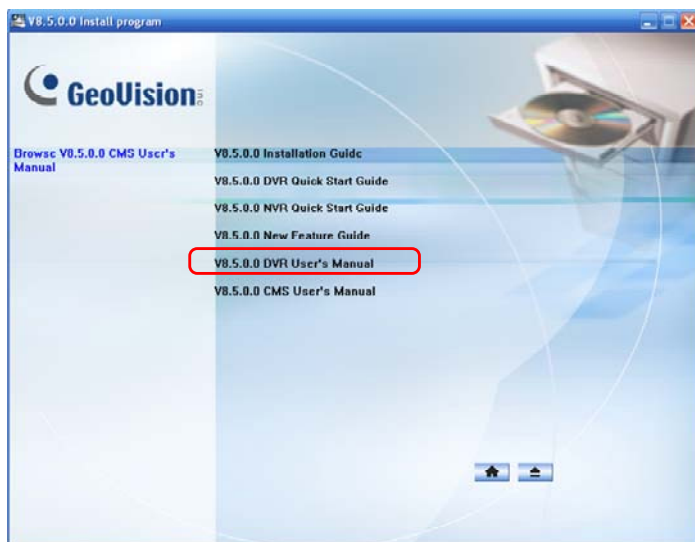 V8.5.0.0 Install program
GeoVision
Browse V8.5.0.0 CMS User's
Manual
V8.5.0.0 Installation Guide
V8.5.0.0 DVR Quick Start Guide
V8.5.0.0 NVR Quick Start Guide
V8.5.0.0 New Feature Guide
V8.5.0.0 DVR User's Manual
V8.5.0.0 CMS User's Manual